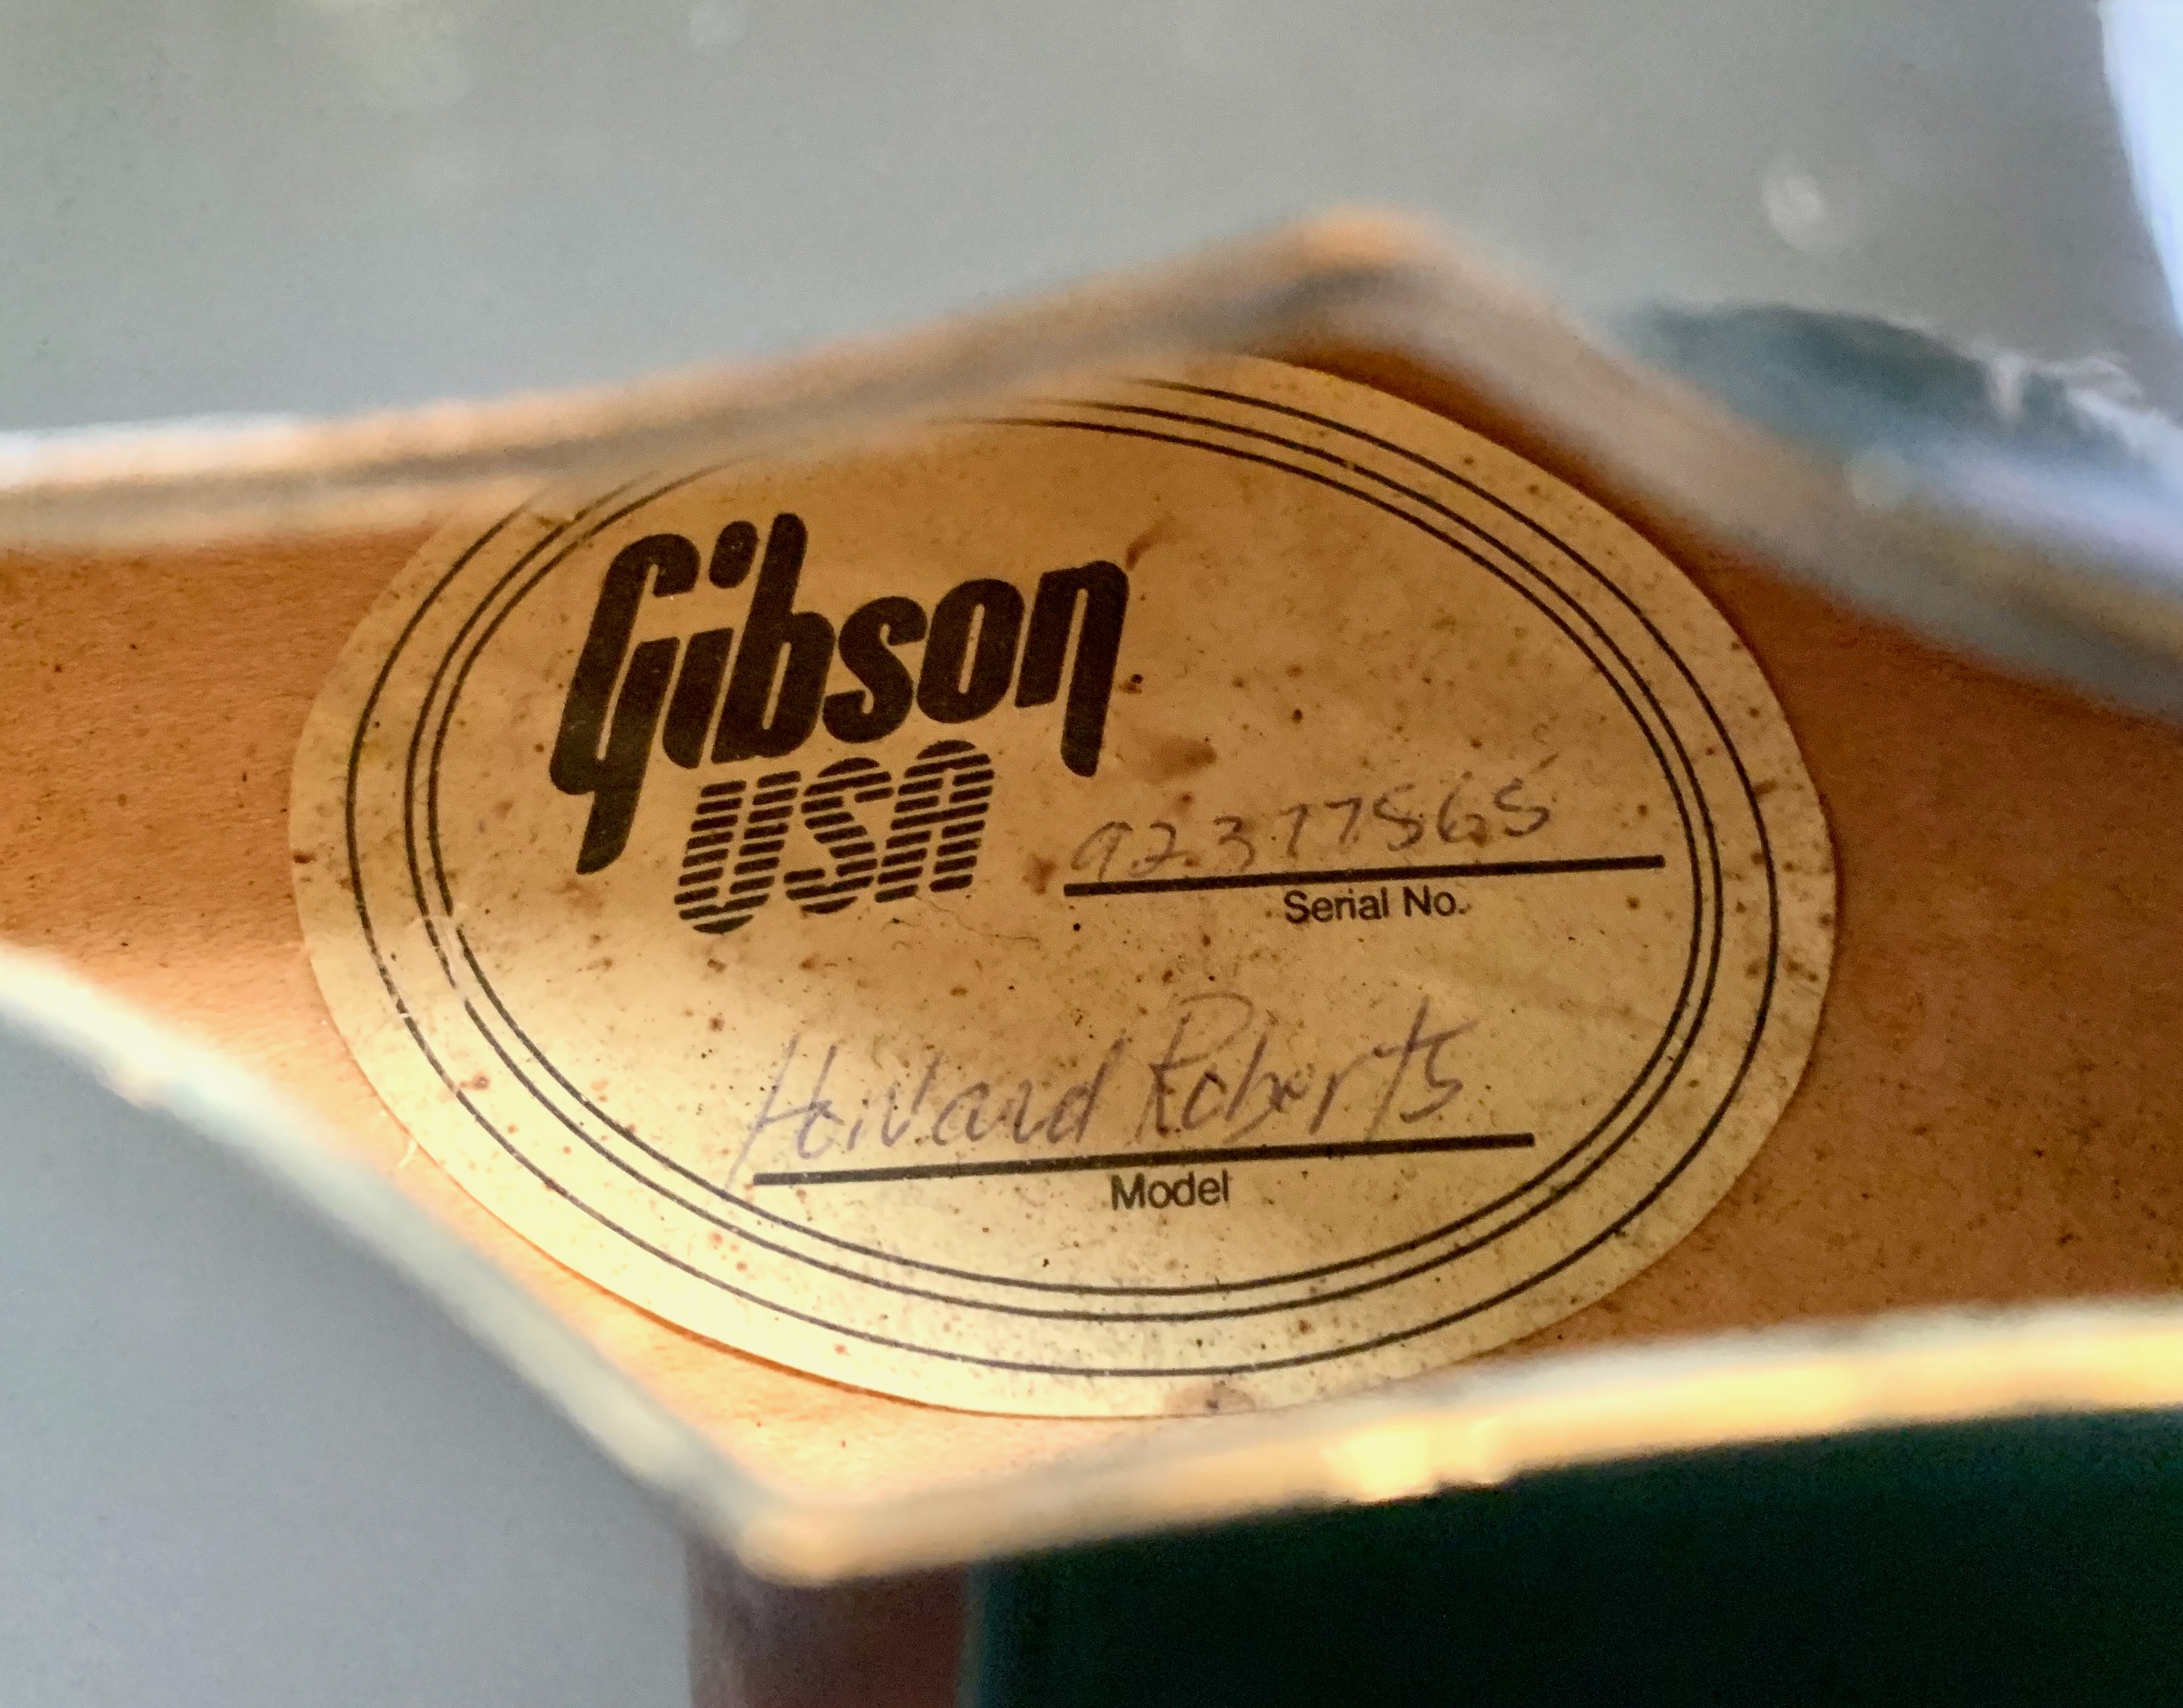 Gibson
USA
92377565
Serial No.
Howard Roberts
Model